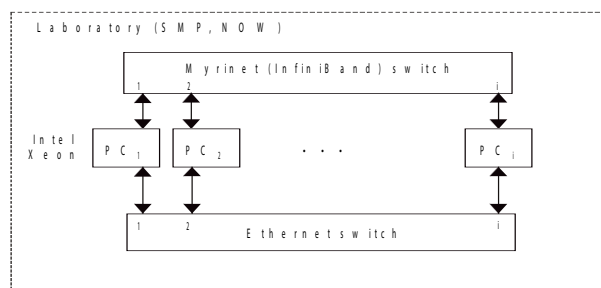 Laboratory (SMP, NOW)
Myrinet (InfiniBand) switch
1 2 i
Intel
Xeon
PC1 PC2 . . . PCi
1 2 i
Ethernet switch